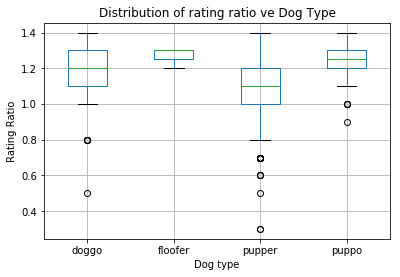 Distribution of rating ratio ve Dog Type
Rating Ratio
1.4
1.2
1.0
0.8
0.6
0.4
doggo floofer pupper puppo
Dog type